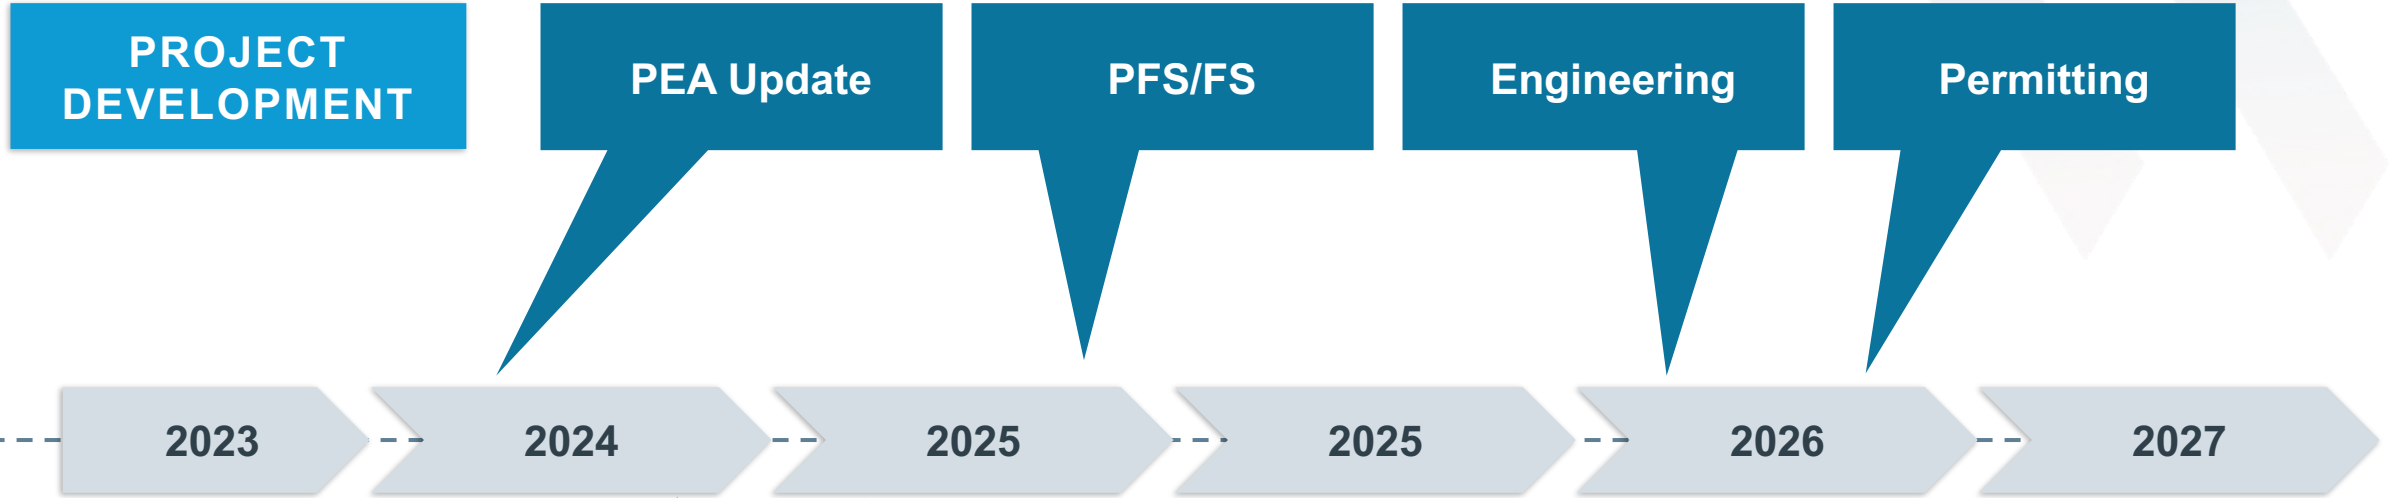 PROJECT
DEVELOPMENT
PEA Update
PFS/FS
Engineering
Permitting
2023
2024
2025
2025
2026
2027